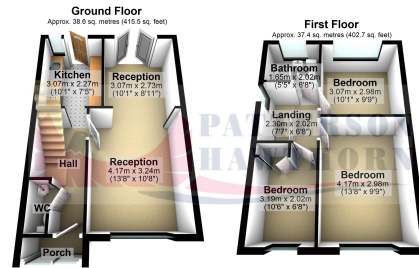 Ground Floor
Approx. 38.6 sq. metres (415.5 sq. feet)
Kitchen
3.07m x 2.27m
(10'1" x 7'5")
Reception
3.07m x 2.73m
(10'1" x 8'11")
Hall
Reception
4.17m x 3.24m
(13'8" x 10'8")
WC
Porch
First Floor
Approx. 37.4 sq. metres (402.7 sq. feet)
Bathroom
1.65m x 2.02m
(5'5" x 6'8")
Bedroom
3.07m x 2.98m
(10'1" x 9'9")
Landing
2.30m x 2.02m
(7'7" x 6'8")
Bedroom
3.19m x 2.02m
(10'6" x 6'8")
Bedroom
4.17m x 2.98m
(13'8" x 9'9")